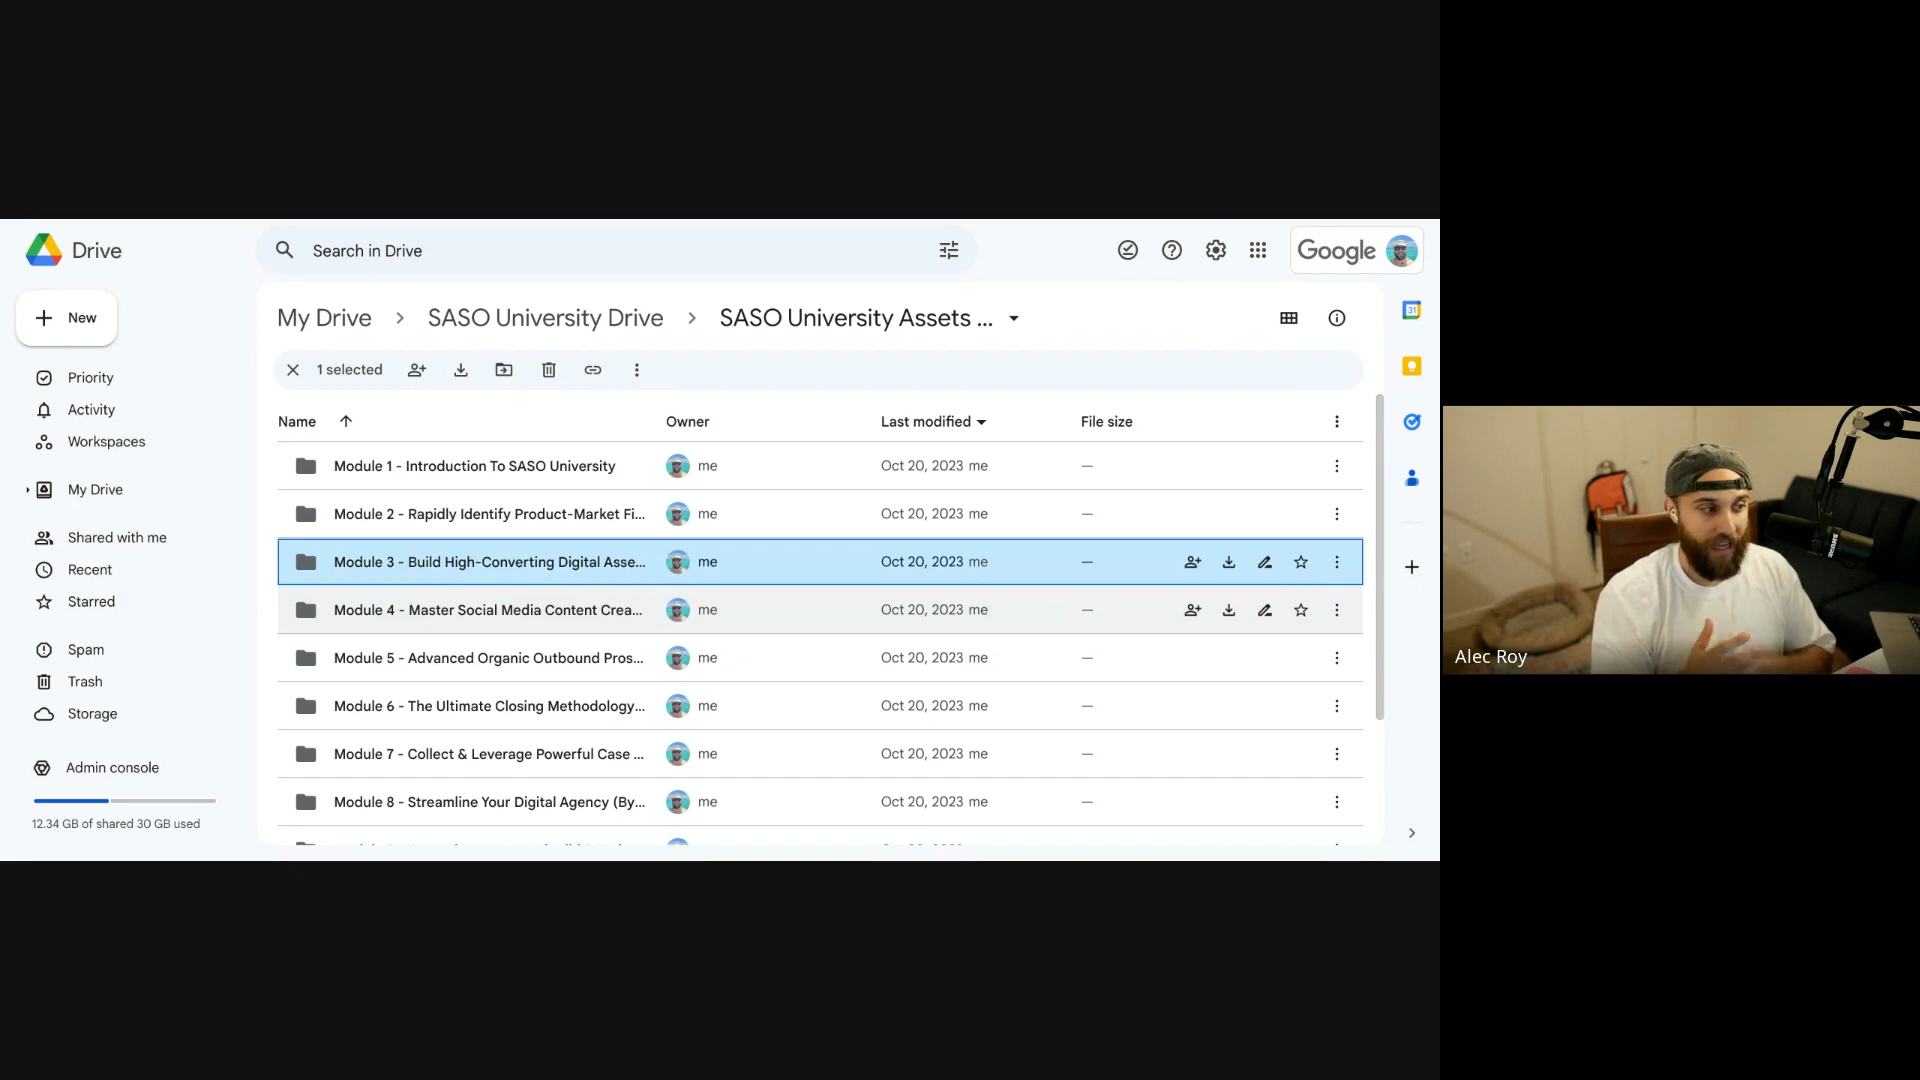 Drive
Search in Drive
Google
New
My Drive
SASO University Drive
SASO University Assets ...
1 selected
Priority
Activity
Workspaces
My Drive
Shared with me
Recent
Starred
Spam
Trash
Storage
Admin console
12.34 GB of shared 30 GB used
Name Owner Last modified File size
Module 1 - Introduction To SASO University me Oct 20, 2023 me —
Module 2 - Rapidly Identify Product-Market Fi... me Oct 20, 2023 me —
Module 3 - Build High-Converting Digital Asse... me Oct 20, 2023 me —
Module 4 - Master Social Media Content Crea... me Oct 20, 2023 me —
Module 5 - Advanced Organic Outbound Pros... me Oct 20, 2023 me —
Module 6 - The Ultimate Closing Methodology... me Oct 20, 2023 me —
Module 7 - Collect & Leverage Powerful Case ... me Oct 20, 2023 me —
Module 8 - Streamline Your Digital Agency (By... me Oct 20, 2023 me —
31
SHURE
Alec Roy